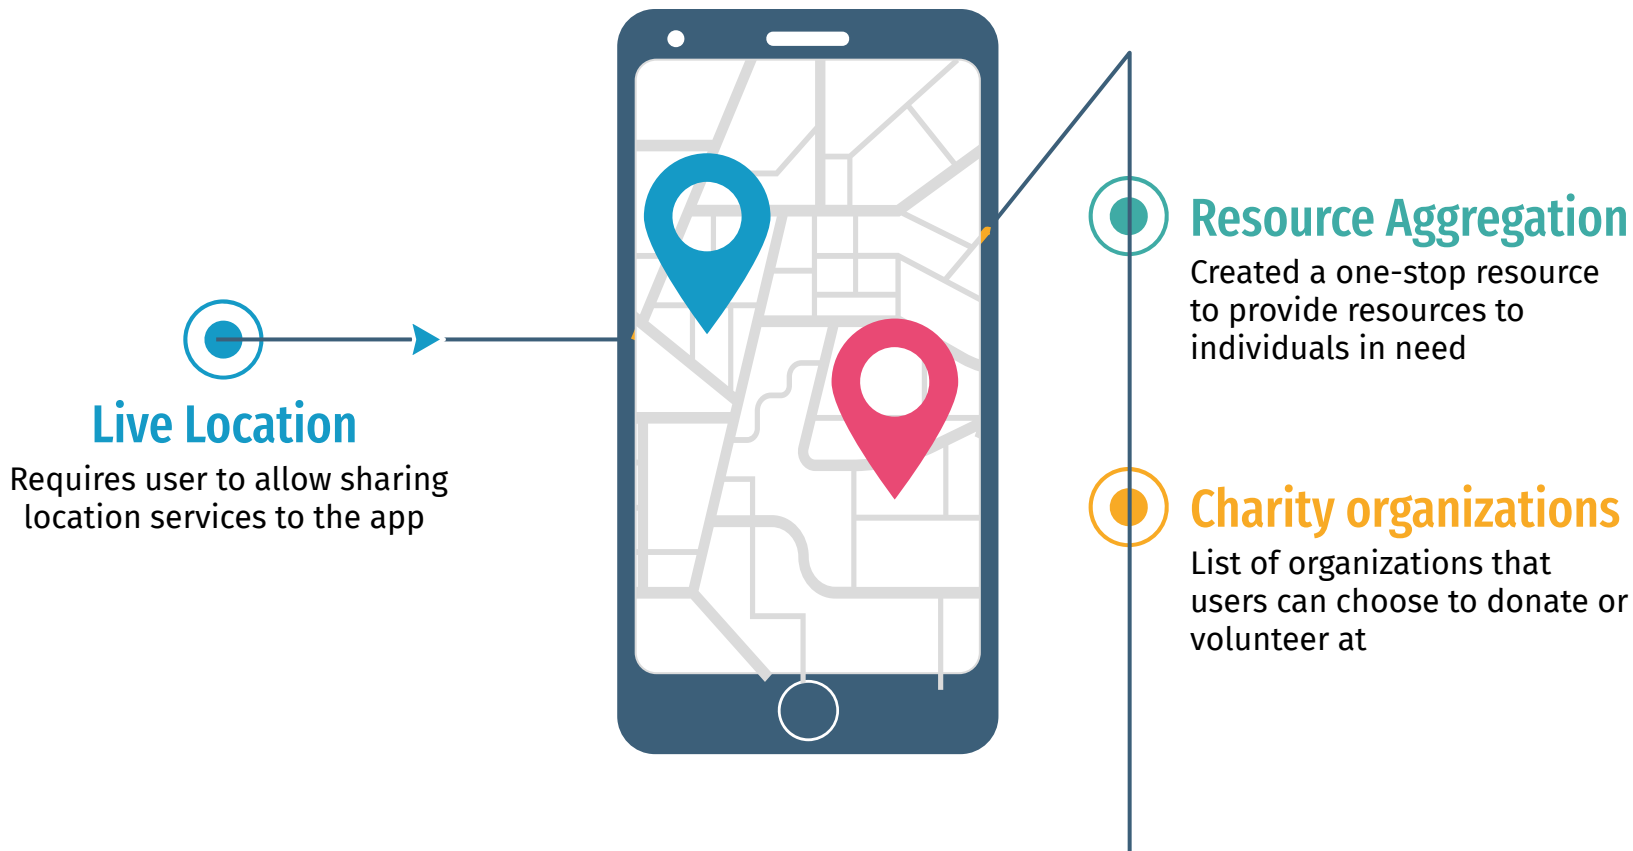 Live Location
Requires user to allow sharing
location services to the app
Resource Aggregation
Created a one-stop resource
to provide resources to
individuals in need
Charity organizations
List of organizations that
users can choose to donate or
volunteer at